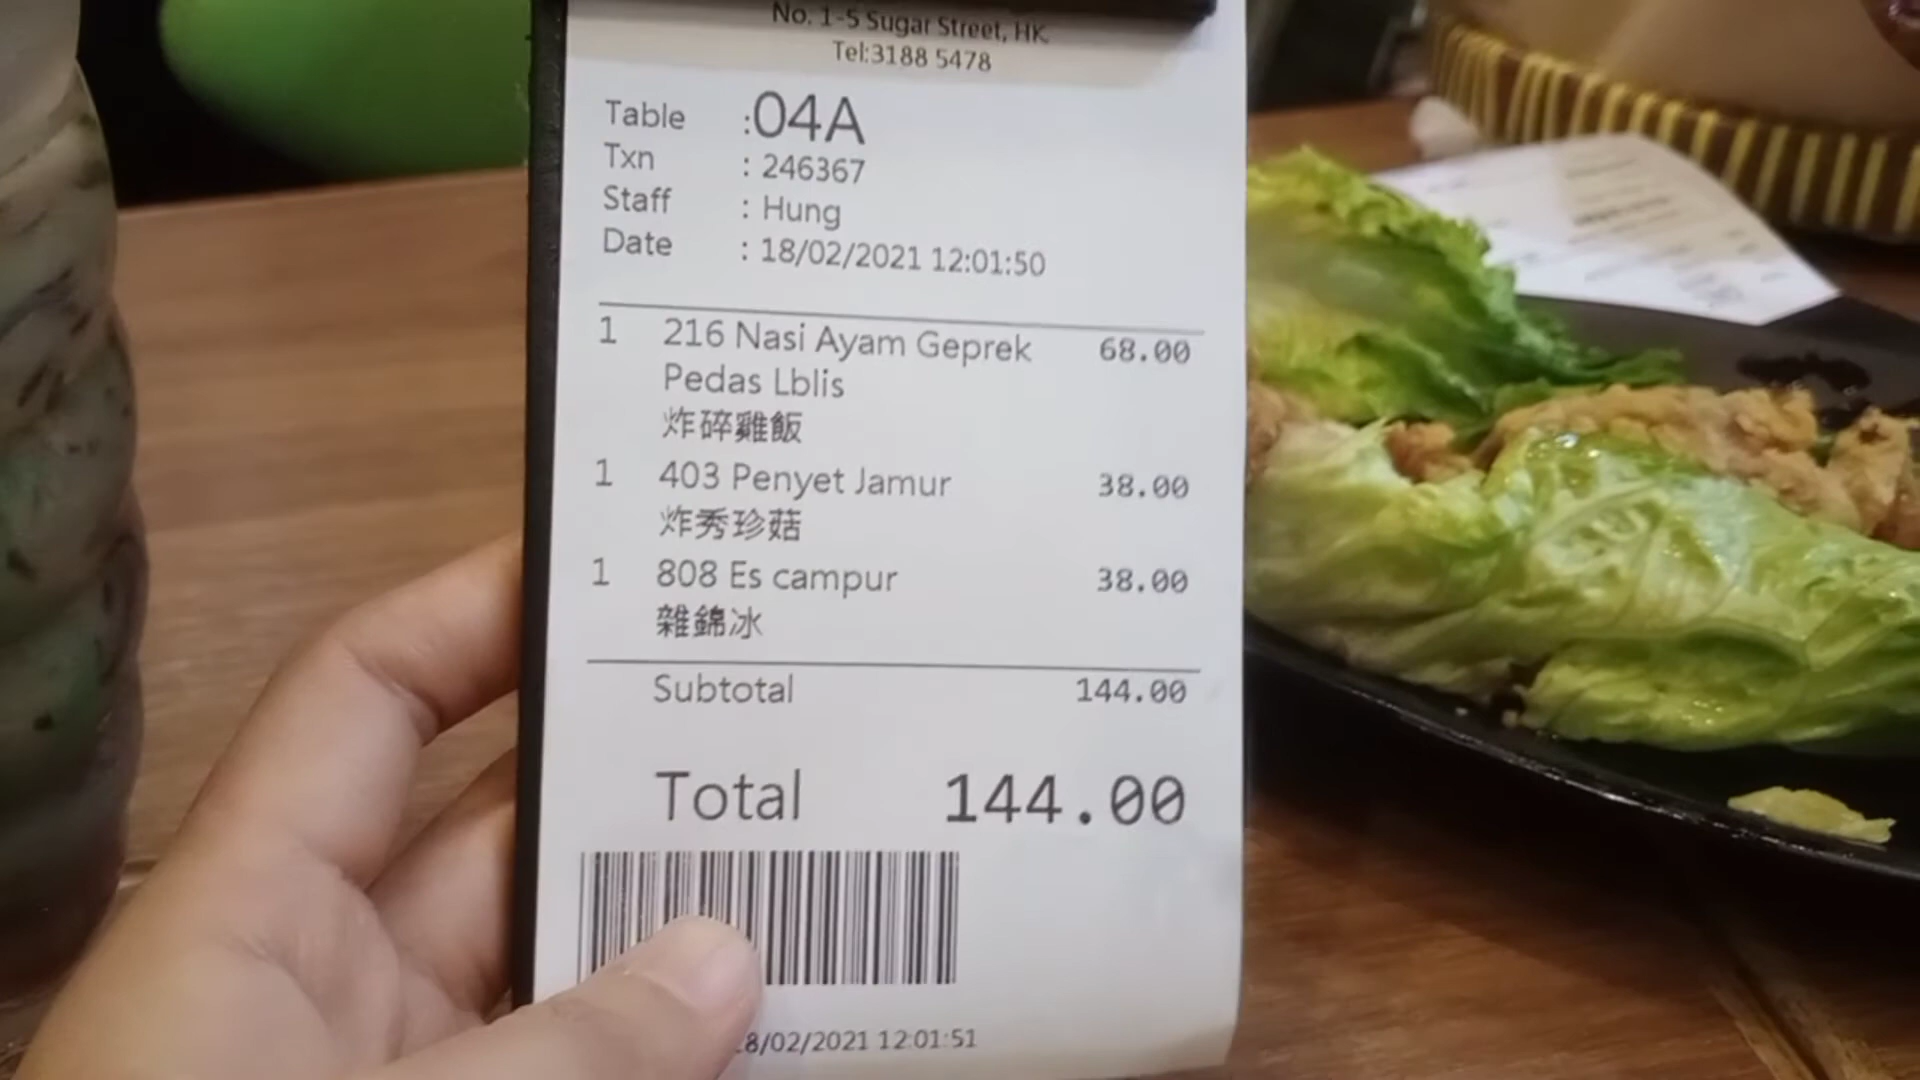 No. 1-5 Sugar Street, HK.
Tel:3188 5478
Table :04A
Txn : 246367
Staff : Hung
Date : 18/02/2021 12:01:50
1 216 Nasi Ayam Geprek 68.00
Pedas Lblis
炸碎雞飯
1 403 Penyet Jamur 38.00
炸秀珍菇
1 808 Es campur 38.00
雜錦冰
Subtotal 144.00
Total 144.00
8/02/2021 12:01:51